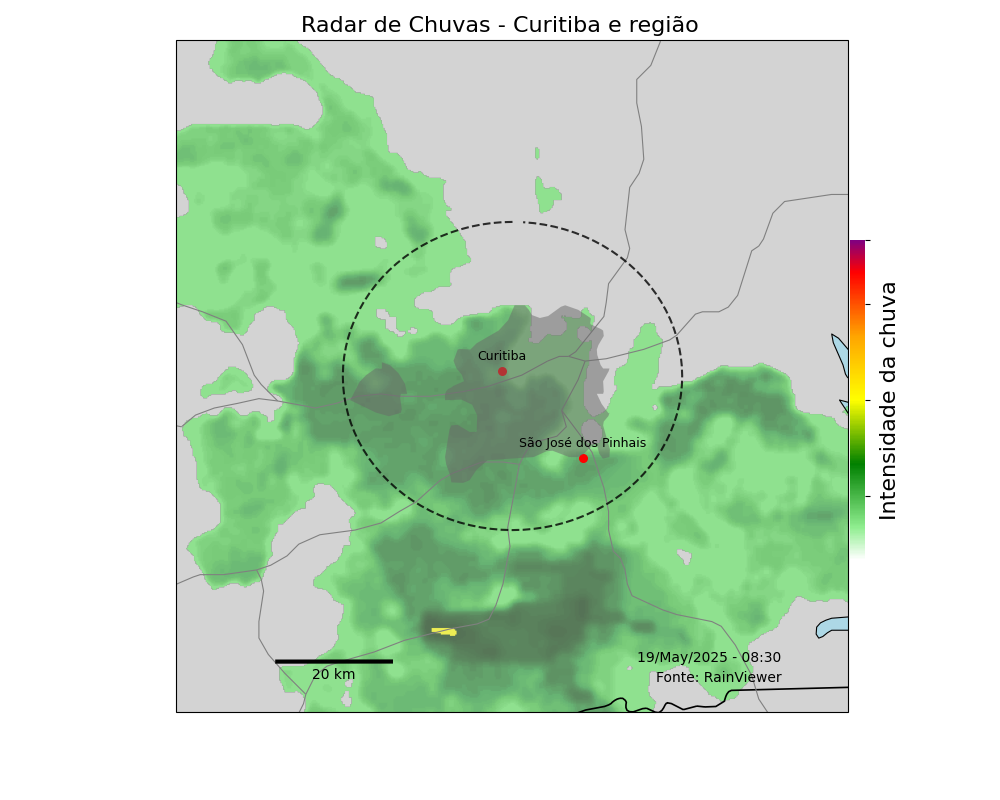 Radar de Chuvas - Curitiba e região
Curitiba
São José dos Pinhais
Intensidade da chuva
19/May/2025 - 08:30
Fonte: RainViewer
20 km